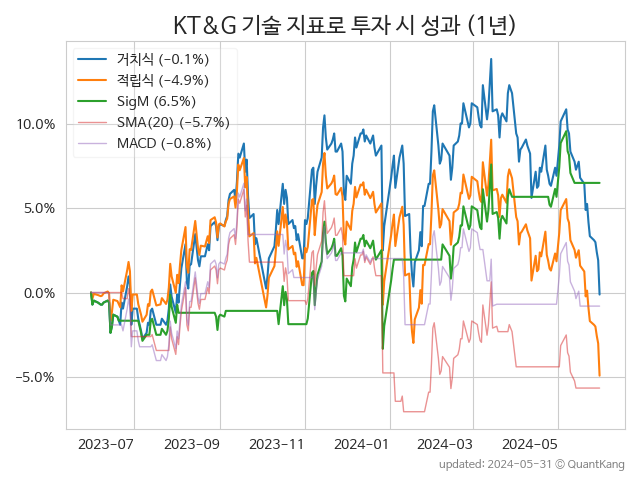 KT&G 기술 지표로 투자 시 성과 (1년)
거치식 (−0.1%)
적립식 (−4.9%)
SigM (6.5%)
SMA(20) (−5.7%)
MACD (−0.8%)
10.0%
5.0%
0.0%
−5.0%
2023-07 2023-09 2023-11 2024-01 2024-03 2024-05
updated: 2024-05-31 © QuantKang